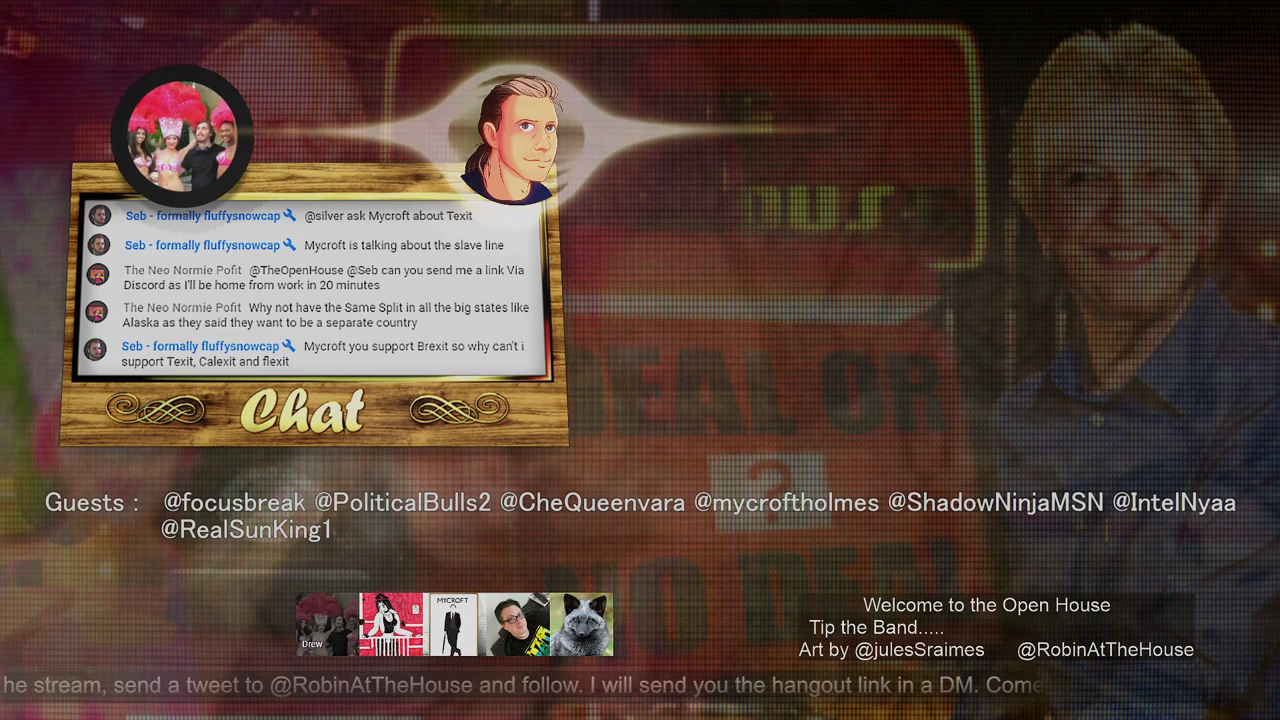 Seb - formally fluffysnowcap @silver ask Mycroft about Texit
Seb - formally fluffysnowcap Mycroft is talking about the slave line
The Neo Normie Pofit @TheOpenHouse @Seb can you send me a link Via
Discord as I'll be home from work in 20 minutes
The Neo Normie Pofit Why not have the Same Split in all the big states like
Alaska as they said they want to be a separate country
Seb - formally fluffysnowcap Mycroft you support Brexit so why can't i
support Texit, Calexit and flexit
Chat
DEAL OR
?
NO DEAL
Guests : @focusbreak @PoliticalBulls2 @CheQueenvara @mycroftholmes @ShadowNinjaMSN @IntelNyaa
@RealSunKing1
Drew
MYCROFT
Welcome to the Open House
Tip the Band.....
Art by @julesSraimes @RobinAtTheHouse
he stream, send a tweet to @RobinAtTheHouse and follow. I will send you the hangout link in a DM. Come